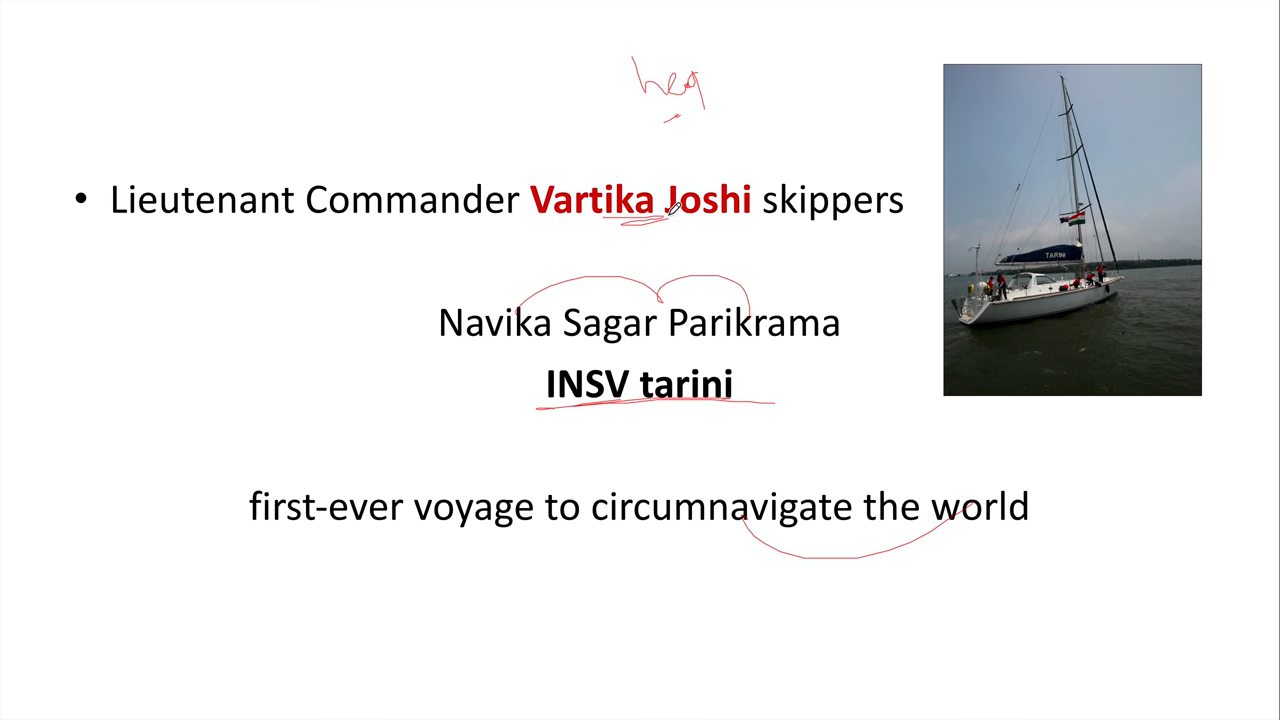 • Lieutenant Commander Vartika Joshi skippers
Navika Sagar Parikrama
INSV tarini
first-ever voyage to circumnavigate the world
TARINI